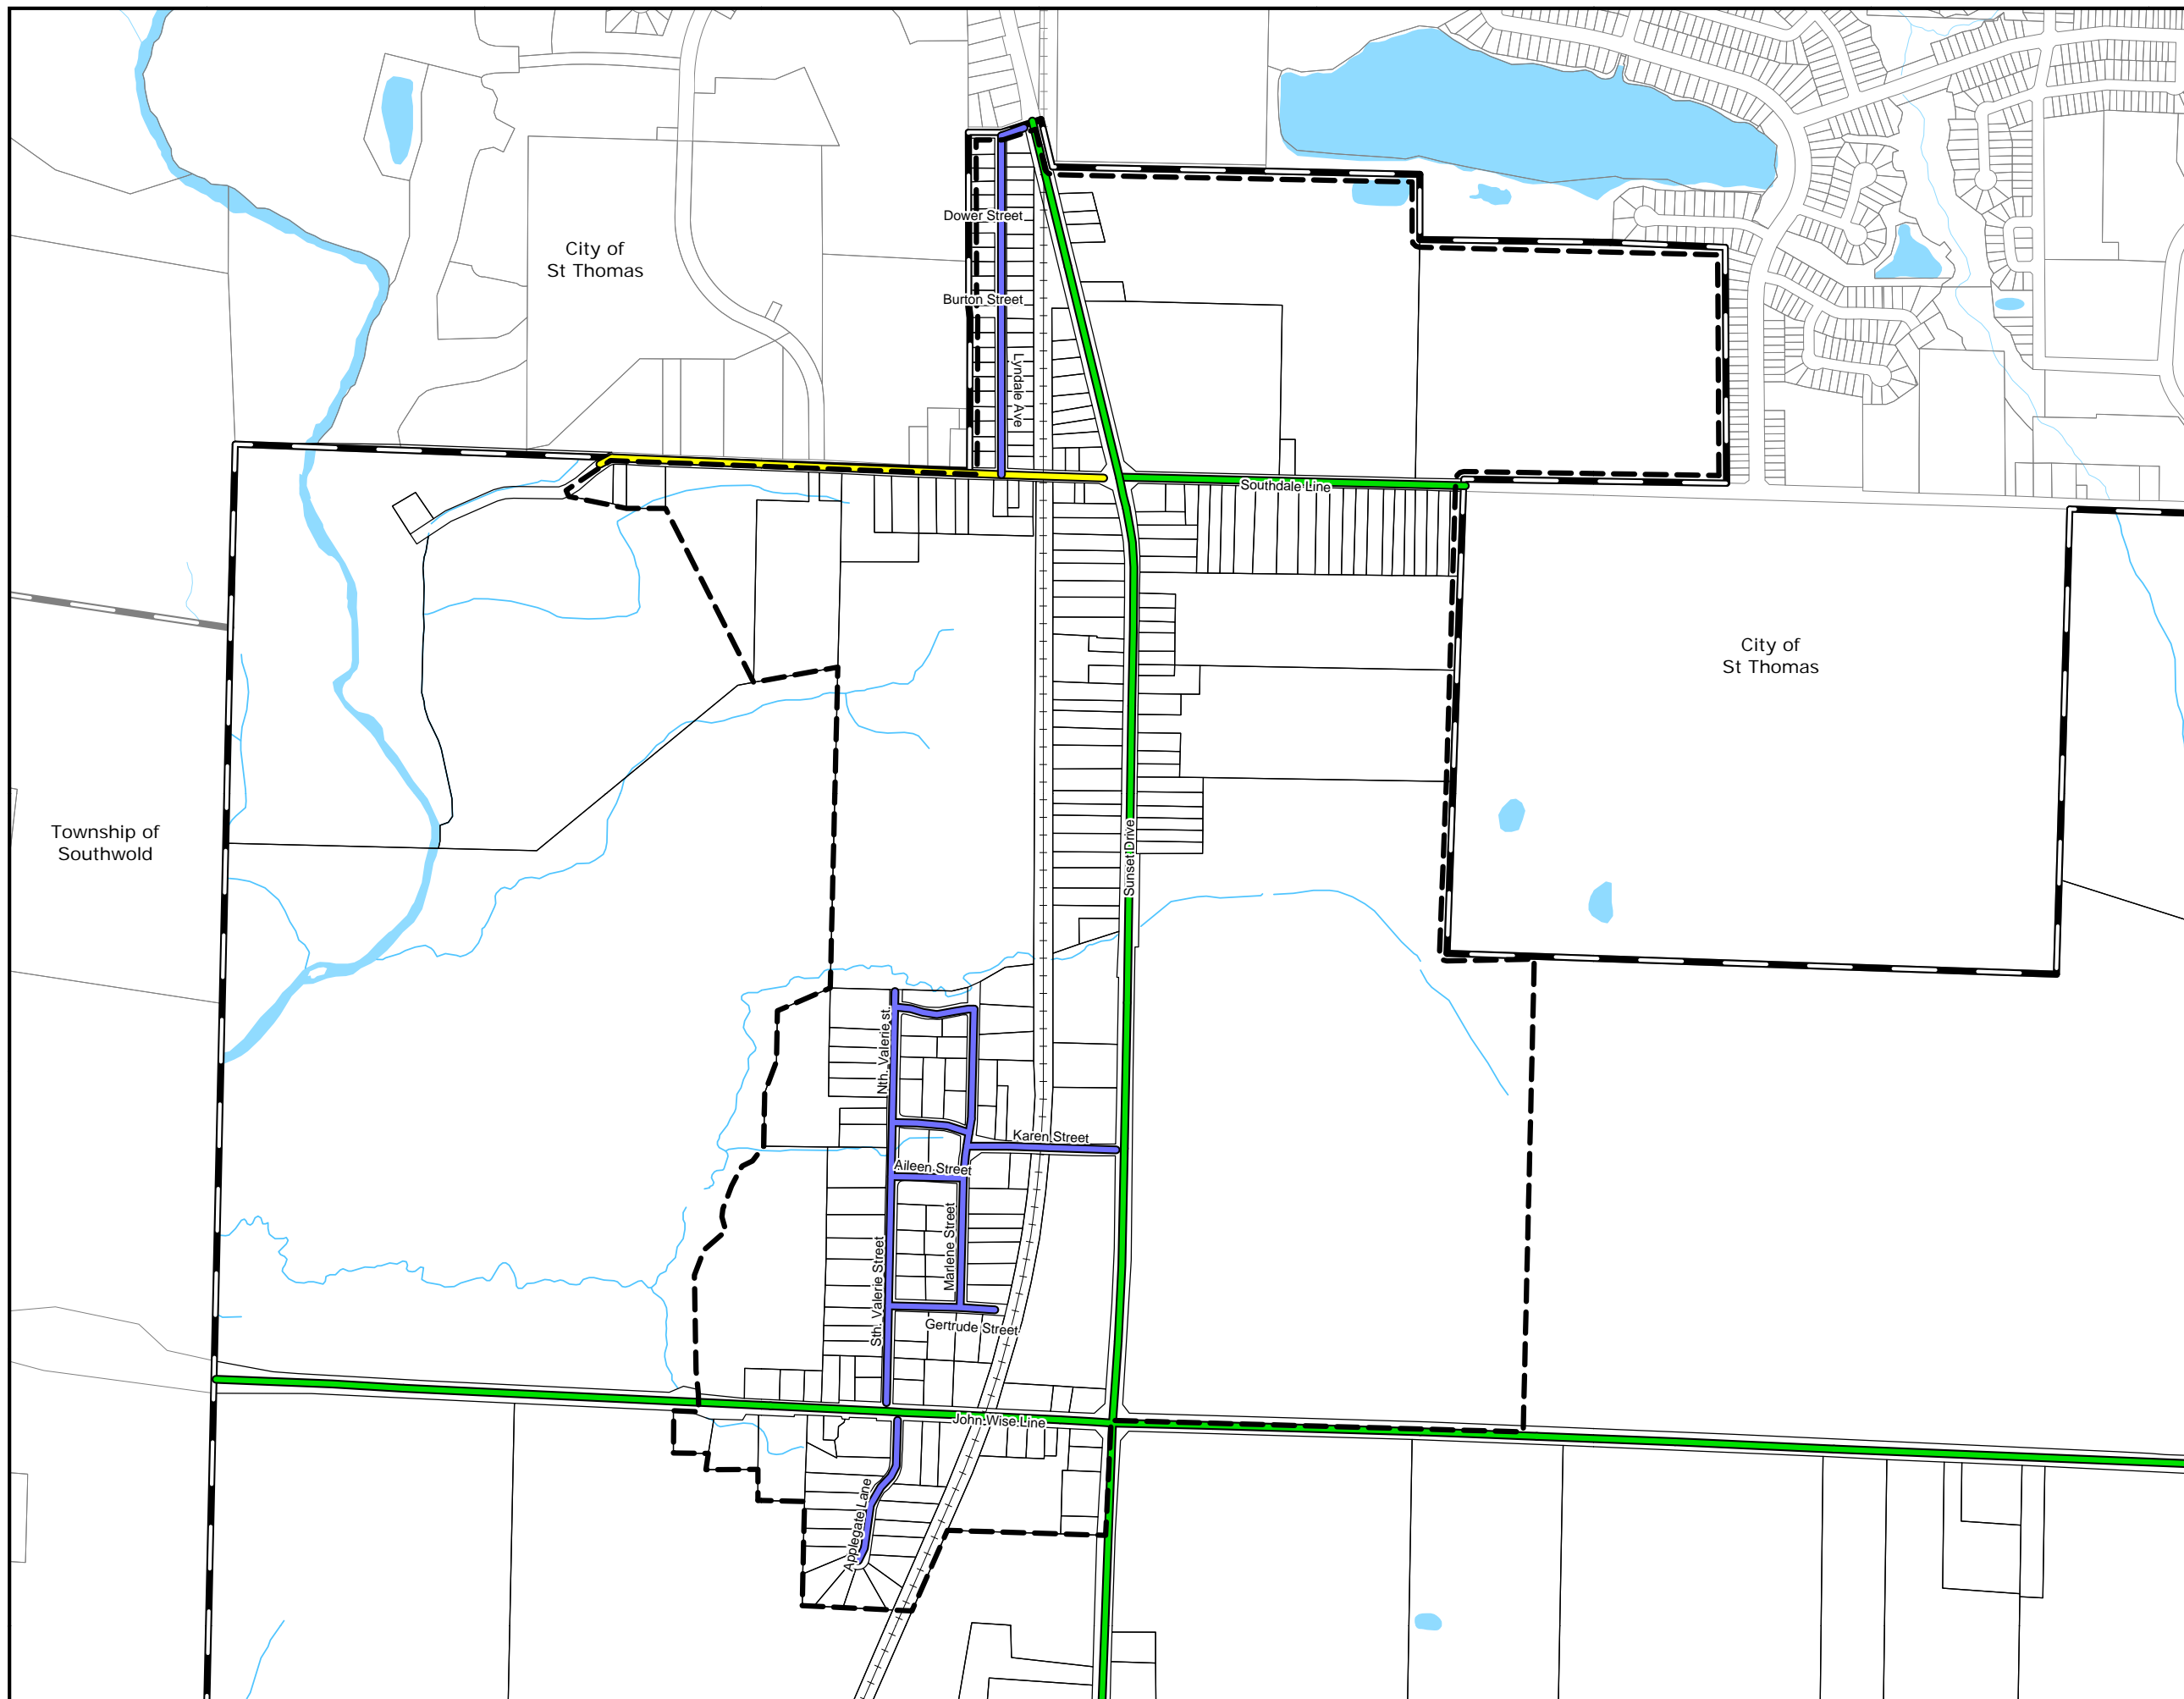 Dower Street
City of
St Thomas
Burton Street
Lyndale Ave
Southdale Line
City of
St Thomas
Township of
Southwold
Sunset Drive
Nth. Valerie st.
Karen Street
Aileen Street
Marlene Street
Sth. Valerie Street
Gertrude Street
John Wise Line
Applegate Lane